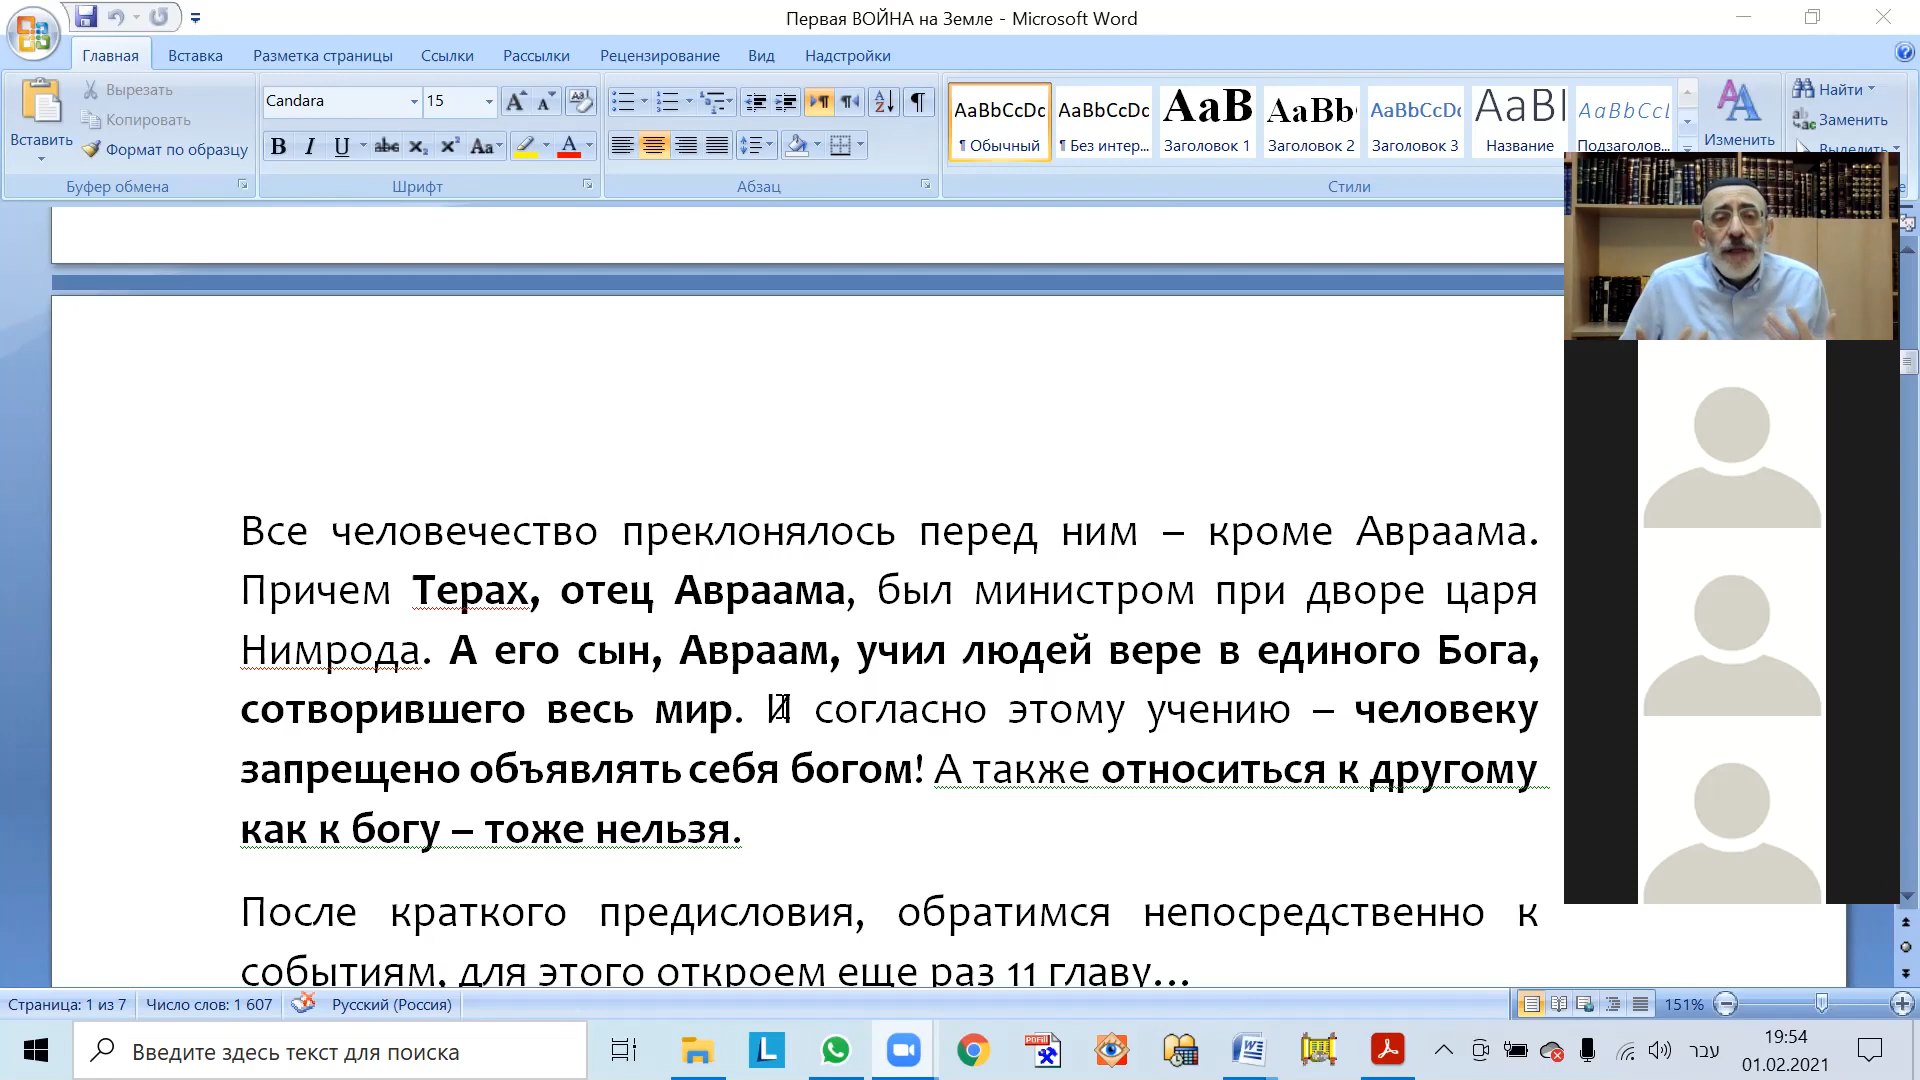 Первая ВОЙНА на Земле - Microsoft Word
Главная Вставка Разметка страницы Ссылки Рассылки Рецензирование Вид Надстройки
Вставить
Вырезать
Копировать
Формат по образцу
Буфер обмена
Candara 15
Шрифт
Абзац
AaBbCcDc AaBbCcDc AaB AaBb AaBbCcDc AaBl AaBbCcL
¶ Обычный ¶ Без интер... Заголовок 1 Заголовок 2 Заголовок 3 Название Подзаголов...
Стили
Изменить
Найти
Заменить
Выделить
Все человечество преклонялось перед ним – кроме Авраама.
Причем Терах, отец Авраама, был министром при дворе царя
Нимрода. А его сын, Авраам, учил людей вере в единого Бога,
сотворившего весь мир. И согласно этому учению – человеку
запрещено объявлять себя богом! А также относиться к другому
как к богу – тоже нельзя.
После краткого предисловия, обратимся непосредственно к
событиям, для этого откроем еще раз 11 главу...
Страница: 1 из 7 Число слов: 1 607 Русский (Россия) 151%
Введите здесь текст для поиска
עבר
19:54
01.02.2021